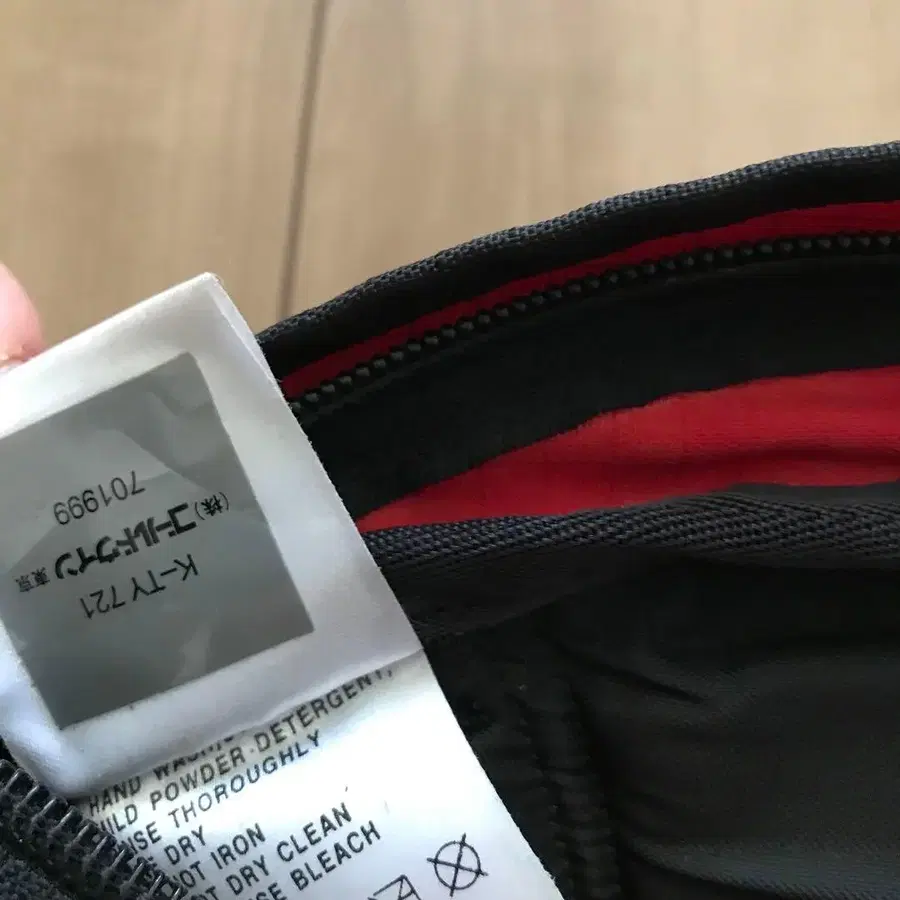 K-TY 721
(株)ゴールドウイン 東京
701999
HAND
MILD POWDER-DETERGENT,
RINSE THOROUGHLY
DRY
NOT IRON
NOT DRY CLEAN
BLEACH